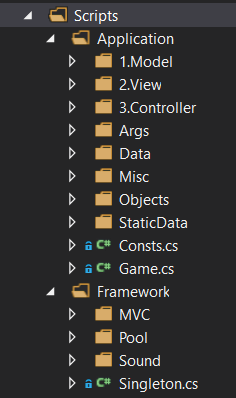 Scripts
Application
1.Model
2.View
3.Controller
Args
Data
Misc
Objects
StaticData
C# Consts.cs
C# Game.cs
Framework
MVC
Pool
Sound
C# Singleton.cs